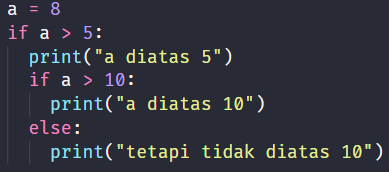 a = 8
if a > 5:
  print("a diatas 5")
  if a > 10:
    print("a diatas 10")
  else:
    print("tetapi tidak diatas 10")